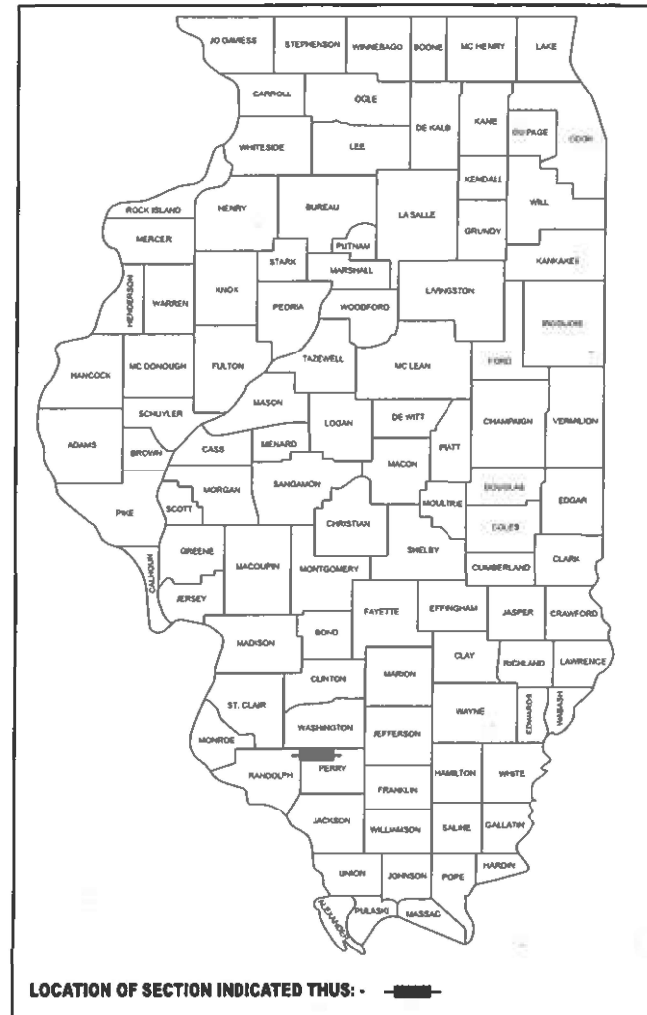 JO DAVIESS STEPHENSON WINNEBAGO BOONE MC HENRY LAKE
CARROLL OGLE DE KALB KANE DU PAGE COOK
WHITESIDE LEE KENDALL
ROCK ISLAND HENRY BUREAU LA SALLE GRUNDY WILL
MERCER PUTNAM
HENDERSON WARREN KNOX STARK MARSHALL LIVINGSTON KANKAKEE
PEORIA WOODFORD IROQUOIS
HANCOCK MC DONOUGH FULTON TAZEWELL MC LEAN FORD
SCHUYLER MASON LOGAN DE WITT CHAMPAIGN VERMILION
ADAMS BROWN CASS MENARD MACON PIATT
PIKE SCOTT MORGAN SANGAMON MOULTRIE DOUGLAS EDGAR
CHRISTIAN COLES
CALHOUN GREENE MACOUPIN MONTGOMERY SHELBY CUMBERLAND CLARK
JERSEY FAYETTE EFFINGHAM JASPER CRAWFORD
MADISON BOND CLAY RICHLAND LAWRENCE
CLINTON MARION
ST. CLAIR WASHINGTON JEFFERSON WAYNE EDWARDS WABASH
MONROE
RANDOLPH PERRY HAMILTON WHITE
FRANKLIN
JACKSON WILLIAMSON SALINE GALLATIN
UNION JOHNSON POPE HARDIN
ALEXANDER PULASKI MASSAC
LOCATION OF SECTION INDICATED THUS: -